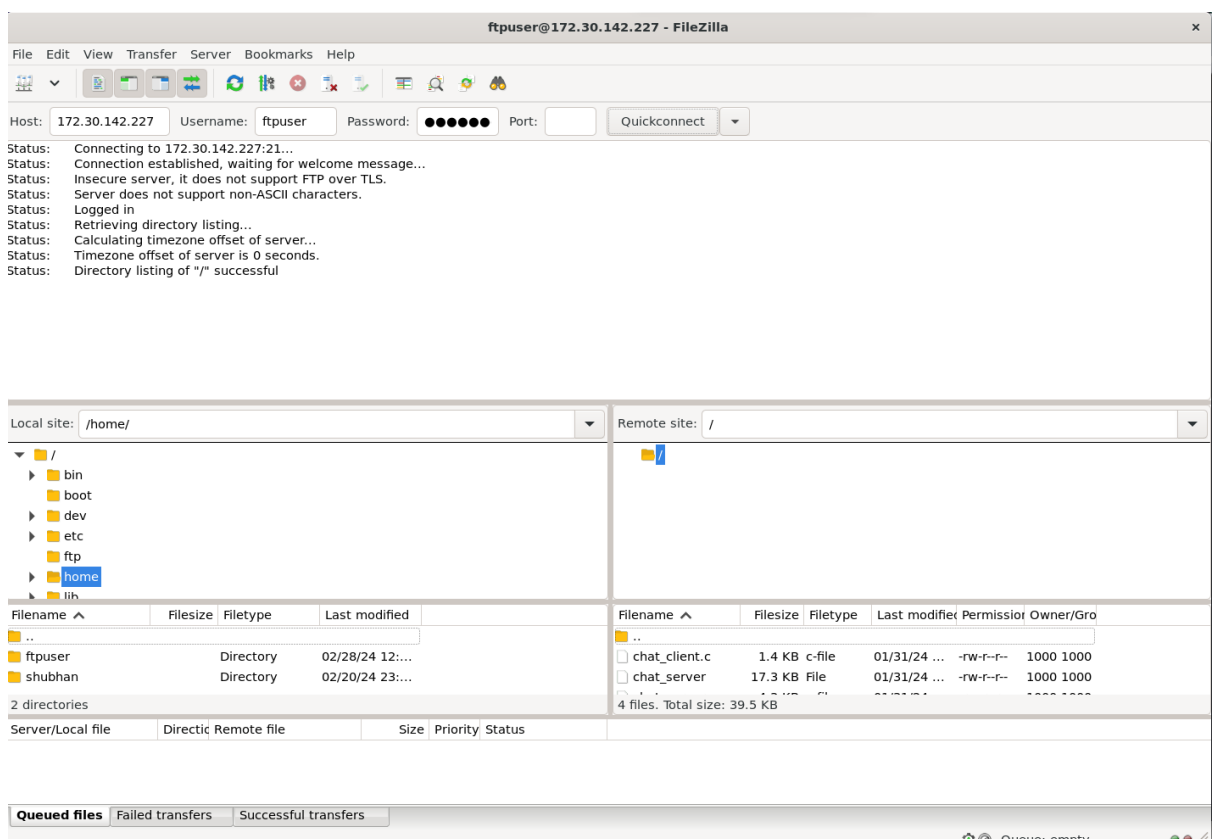 ftpuser@172.30.142.227 - FileZilla ×
File Edit View Transfer Server Bookmarks Help
Host: 172.30.142.227 Username: ftpuser Password: ●●●●●● Port: Quickconnect
Status: Connecting to 172.30.142.227:21...
Status: Connection established, waiting for welcome message...
Status: Insecure server, it does not support FTP over TLS.
Status: Server does not support non-ASCII characters.
Status: Logged in
Status: Retrieving directory listing...
Status: Calculating timezone offset of server...
Status: Timezone offset of server is 0 seconds.
Status: Directory listing of "/" successful
Local site: /home/
/
bin
boot
dev
etc
ftp
home
lib
Remote site: /
/
Filename Filesize Filetype Last modified
..
ftpuser Directory 02/28/24 12:...
shubhan Directory 02/20/24 23:...
2 directories
Filename Filesize Filetype Last modified Permission Owner/Gro
..
chat_client.c 1.4 KB c-file 01/31/24 ... -rw-r--r-- 1000 1000
chat_server 17.3 KB File 01/31/24 ... -rw-r--r-- 1000 1000
4 files. Total size: 39.5 KB
Server/Local file Directic Remote file Size Priority Status
Queued files Failed transfers Successful transfers
Queue: empty